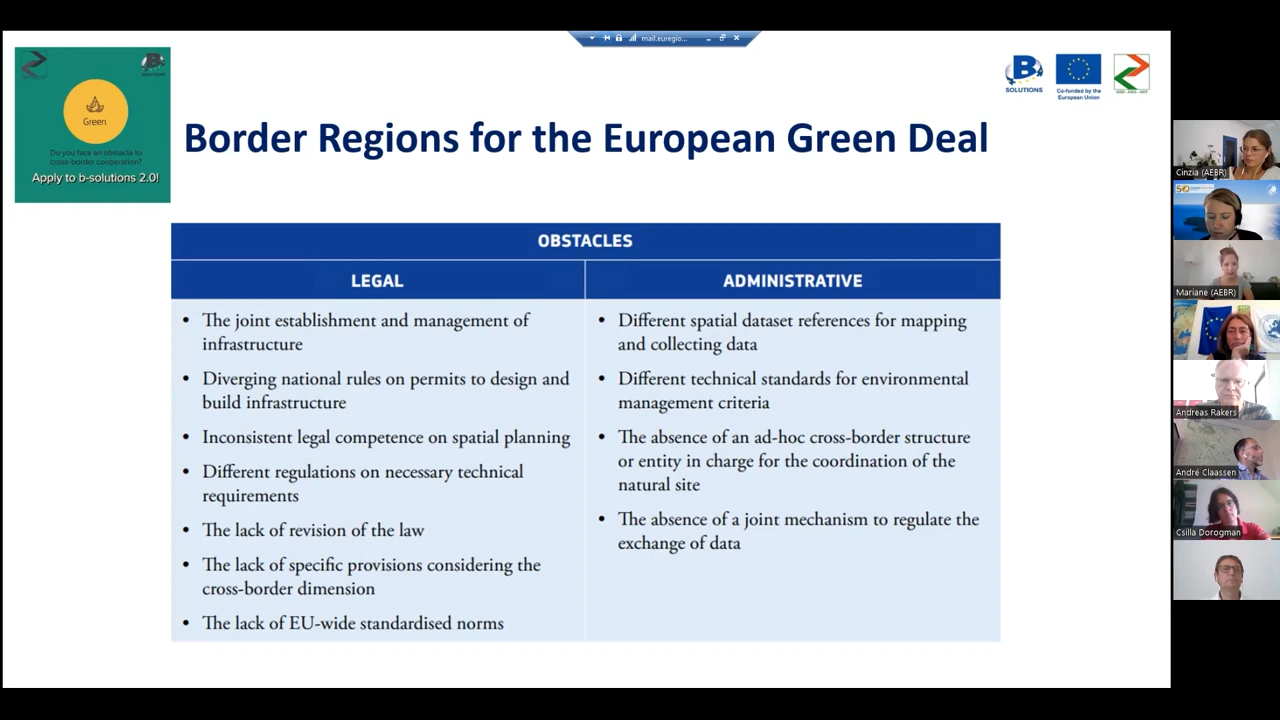 mail.euregio...
B
SOLUTIONS
Green
Do you face an obstacle to
cross-border cooperation?
Apply to b-solutions 2.0!
B
SOLUTIONS
Co-funded by the
European Union
Border Regions for the European Green Deal
OBSTACLES
LEGAL
• The joint establishment and management of
infrastructure
• Diverging national rules on permits to design and
build infrastructure
• Inconsistent legal competence on spatial planning
• Different regulations on necessary technical
requirements
• The lack of revision of the law
• The lack of specific provisions considering the
cross-border dimension
• The lack of EU-wide standardised norms
ADMINISTRATIVE
• Different spatial dataset references for mapping
and collecting data
• Different technical standards for environmental
management criteria
• The absence of an ad-hoc cross-border structure
or entity in charge for the coordination of the
natural site
• The absence of a joint mechanism to regulate the
exchange of data
Cinzia (AEBR)
Mariane (AEBR)
Andreas Rakers
André Claassen
Csilla Dorogman